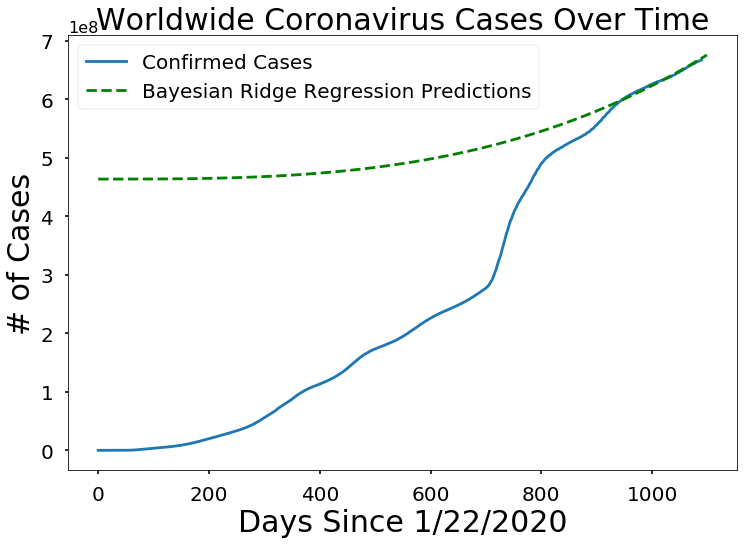 Worldwide Coronavirus Cases Over Time
1e8
Confirmed Cases
Bayesian Ridge Regression Predictions
# of Cases
7
6
5
4
3
2
1
0
0 200 400 600 800 1000
Days Since 1/22/2020